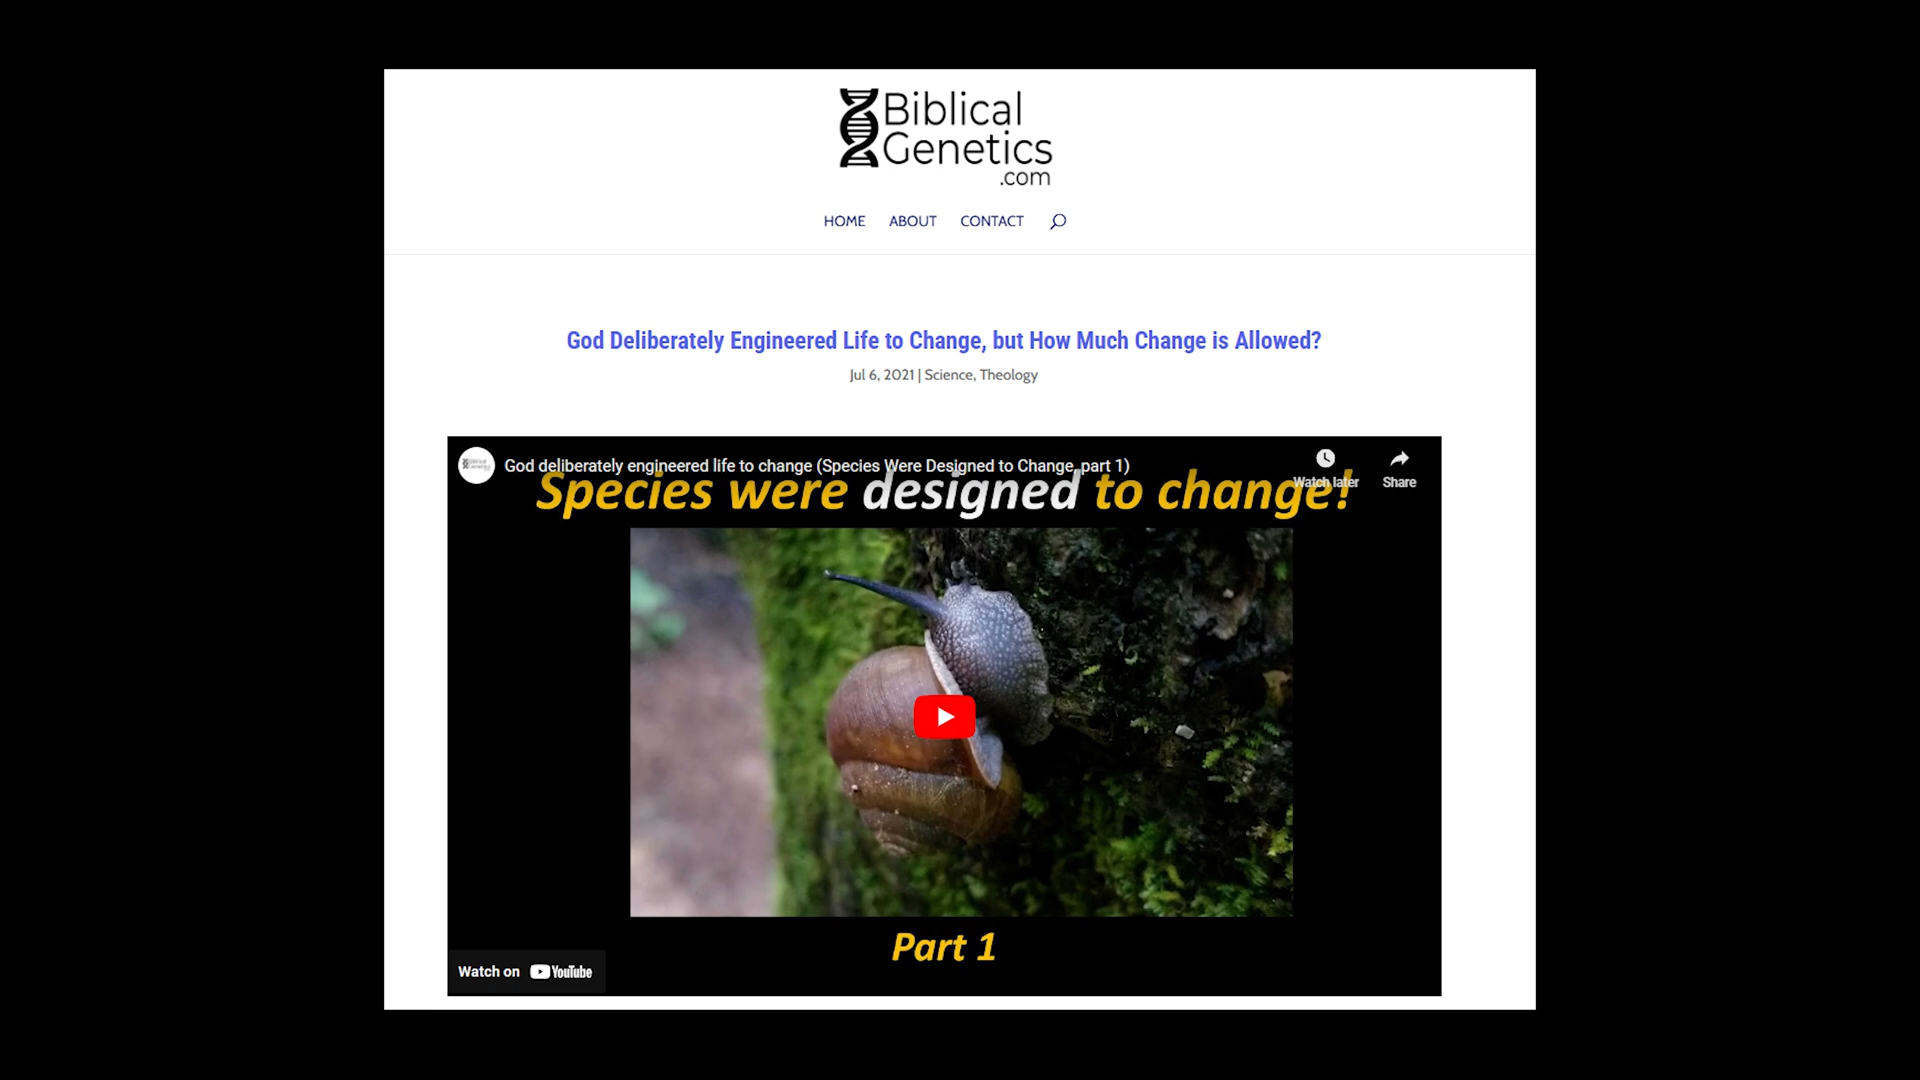 Biblical
Genetics
.com
HOME ABOUT CONTACT
God Deliberately Engineered Life to Change, but How Much Change is Allowed?
Jul 6, 2021 | Science, Theology
God deliberately engineered life to change (Species Were Designed to Change, part 1)
Watch later Share
Species were designed to change!
Part 1
Watch on YouTube